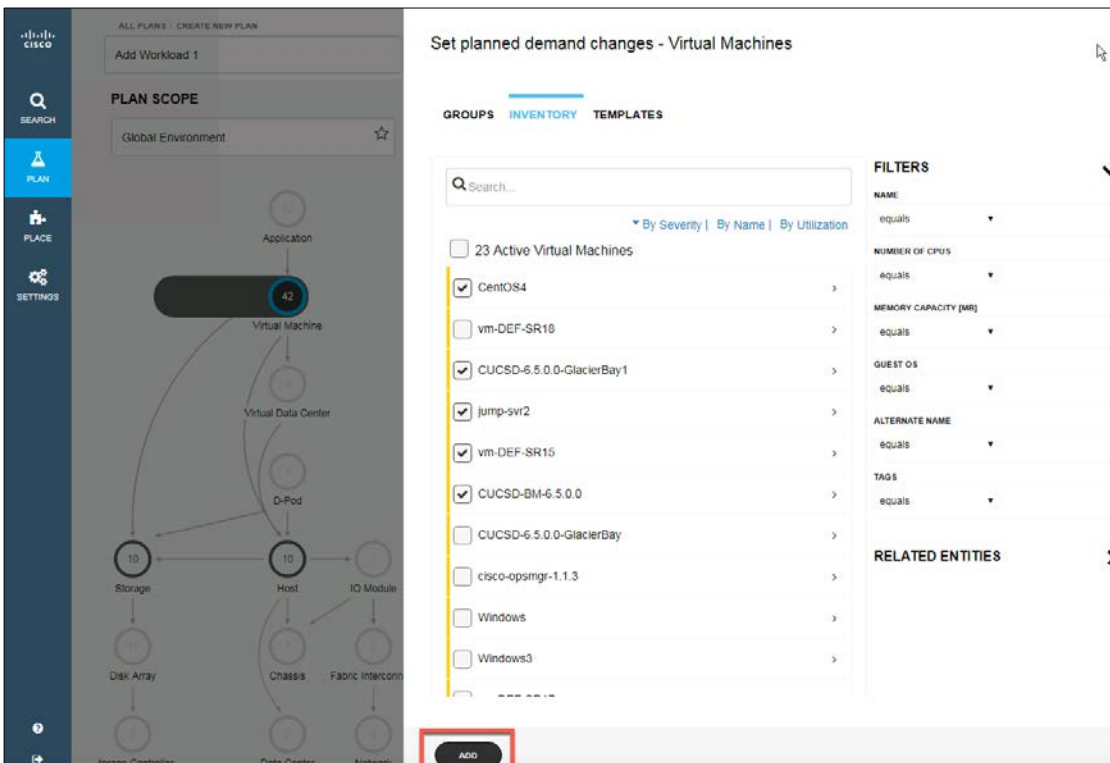 CISCO
SEARCH
PLAN
PLACE
SETTINGS
ALL PLANS | CREATE NEW PLAN
Add Workload 1
PLAN SCOPE
Global Environment
Application
42
Virtual Machine
Virtual Data Center
D-Pod
10
10
Storage
Host
IO Module
Disk Array
Chassis
Fabric Interconn
Data Center
Network
Set planned demand changes - Virtual Machines
GROUPS INVENTORY TEMPLATES
Search...
By Severity | By Name | By Utilization
23 Active Virtual Machines
CentOS4
vm-DEF-SR18
CUCSD-6.5.0.0-GlacierBay1
jump-svr2
vm-DEF-SR15
CUCSD-BM-6.5.0.0
CUCSD-6.5.0.0-GlacierBay
cisco-opsmgr-1.1.3
Windows
Windows3
FILTERS
NAME
equals
NUMBER OF CPUS
equals
MEMORY CAPACITY [MB]
equals
GUEST OS
equals
ALTERNATE NAME
equals
TAGS
equals
RELATED ENTITIES
ADD